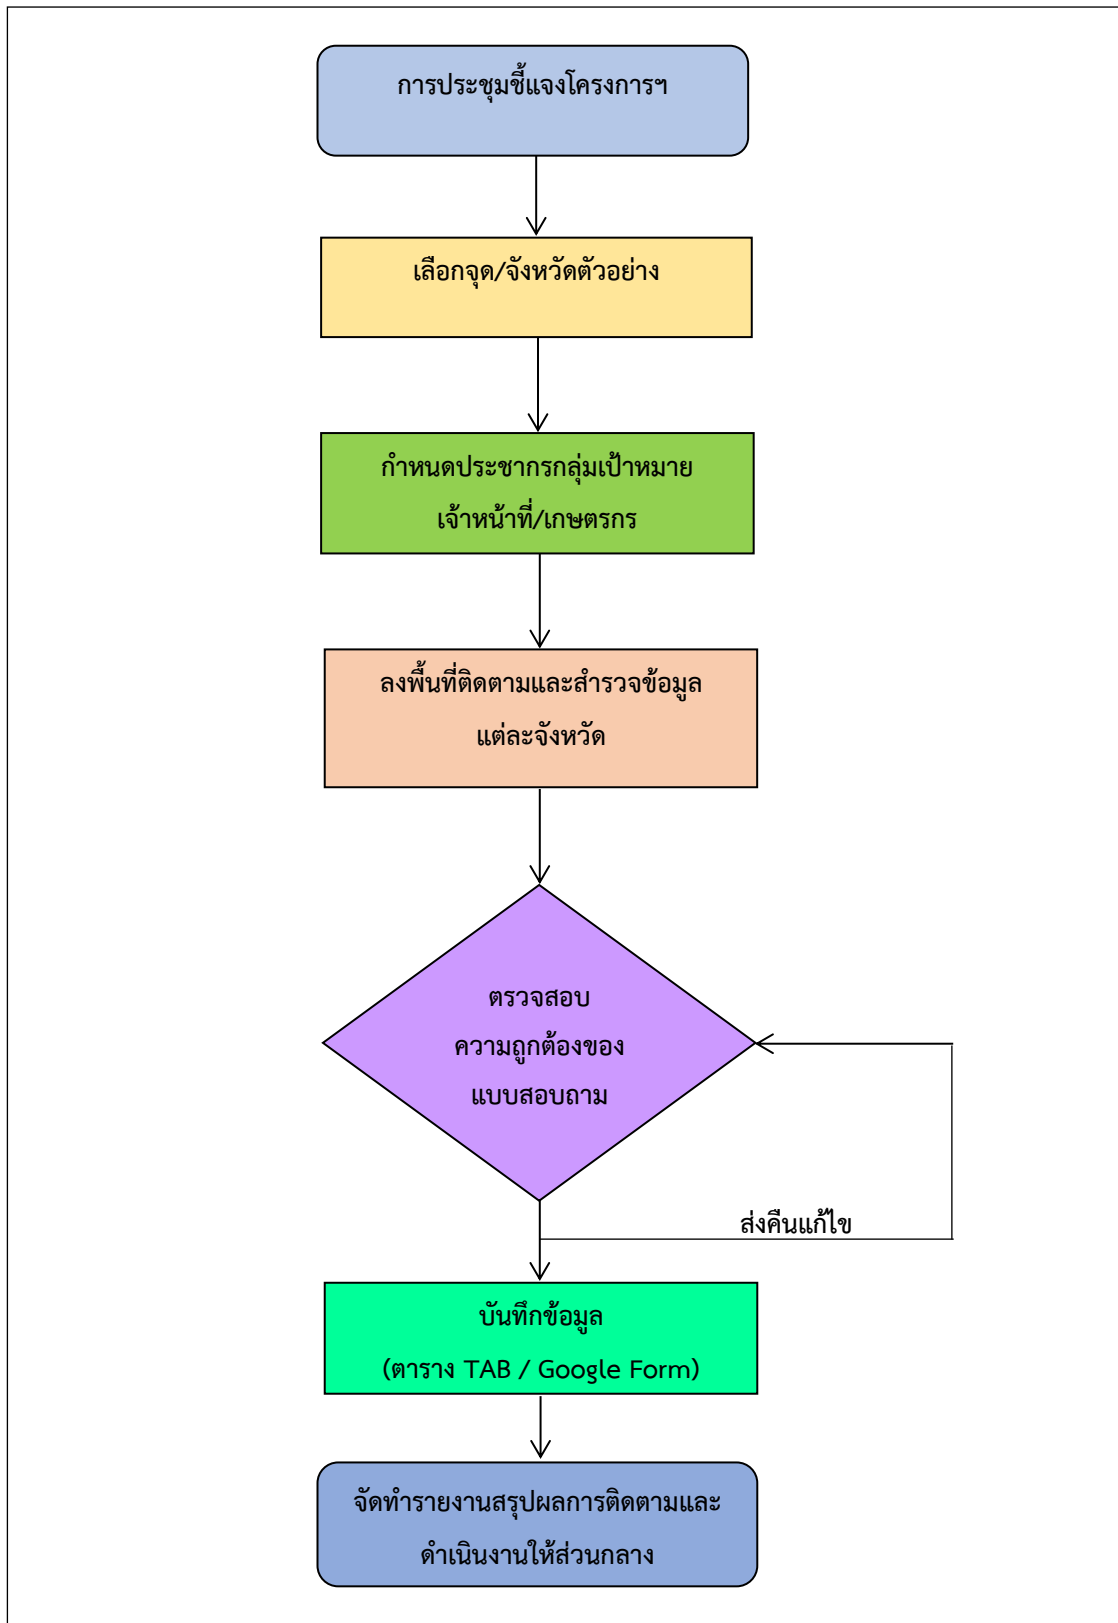 การประชุมชี้แจงโครงการฯ
เลือกจุด/จังหวัดตัวอย่าง
กำหนดประชากรกลุ่มเป้าหมาย
เจ้าหน้าที่/เกษตรกร
ลงพื้นที่ติดตามและสำรวจข้อมูล
แต่ละจังหวัด
ตรวจสอบ
ความถูกต้องของ
แบบสอบถาม
ส่งคืนแก้ไข
บันทึกข้อมูล
(ตาราง TAB / Google Form)
จัดทำรายงานสรุปผลการติดตามและ
ดำเนินงานให้ส่วนกลาง